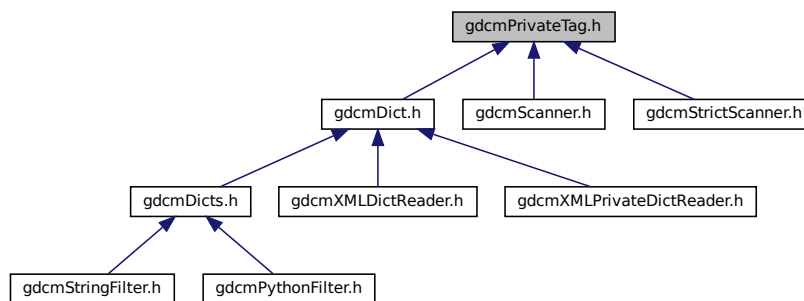 gdcmPrivateTag.h
gdcmDict.h
gdcmScanner.h
gdcmStrictScanner.h
gdcmDicts.h
gdcmXMLDictReader.h
gdcmXMLPrivateDictReader.h
gdcmStringFilter.h
gdcmPythonFilter.h